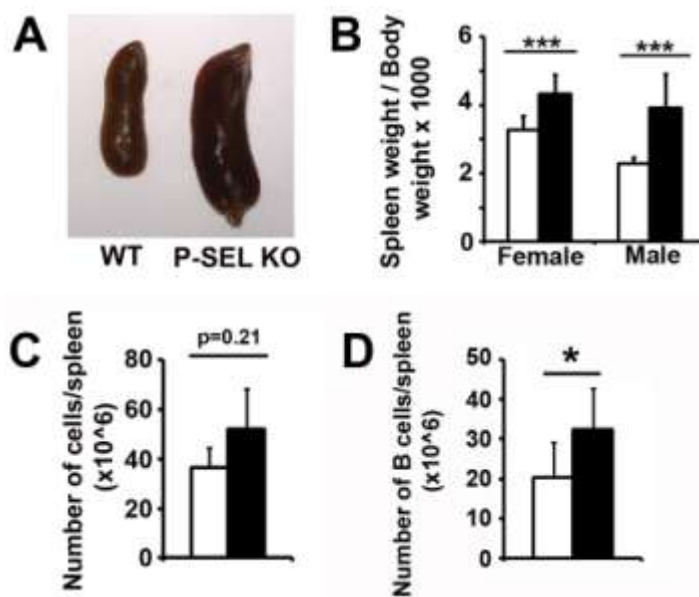 A
WT P-SEL KO
B
Spleen weight / Body
weight x 1000
6
4
2
0
***
***
Female Male
C
Number of cells/spleen
(x10^6)
80
60
40
20
0
p=0.21
D
Number of B cells/spleen
(x10^6)
50
40
30
20
10
0
*